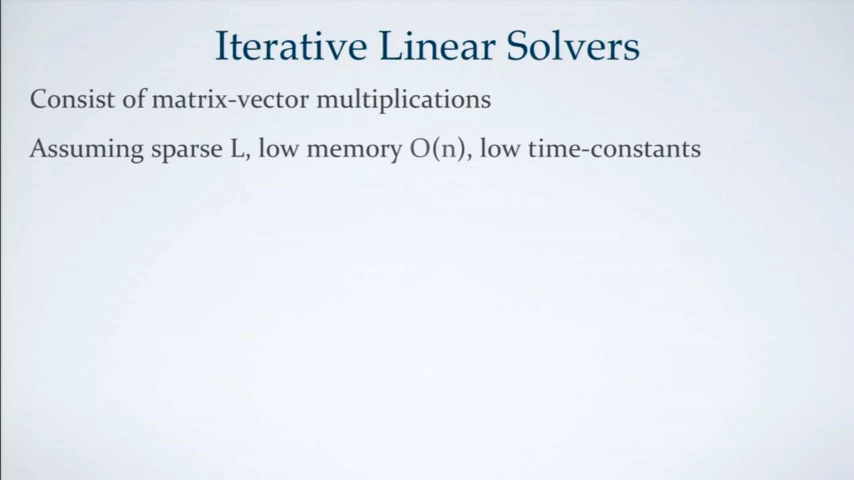 Iterative Linear Solvers
Consist of matrix-vector multiplications
Assuming sparse L, low memory O(n), low time-constants